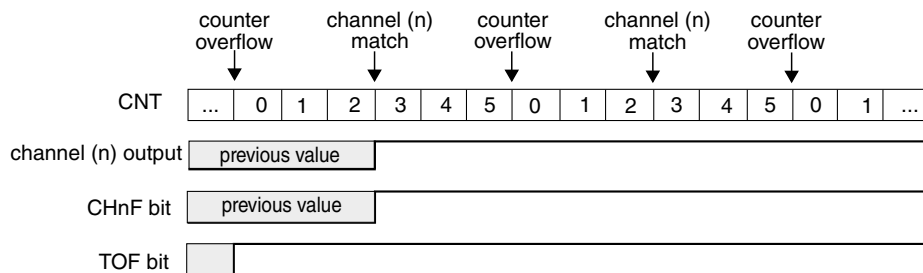 counter overflow
channel (n) match
counter overflow
channel (n) match
counter overflow
CNT ... 0 1 2 3 4 5 0 1 2 3 4 5 0 1 ...
channel (n) output previous value
CHnF bit previous value
TOF bit